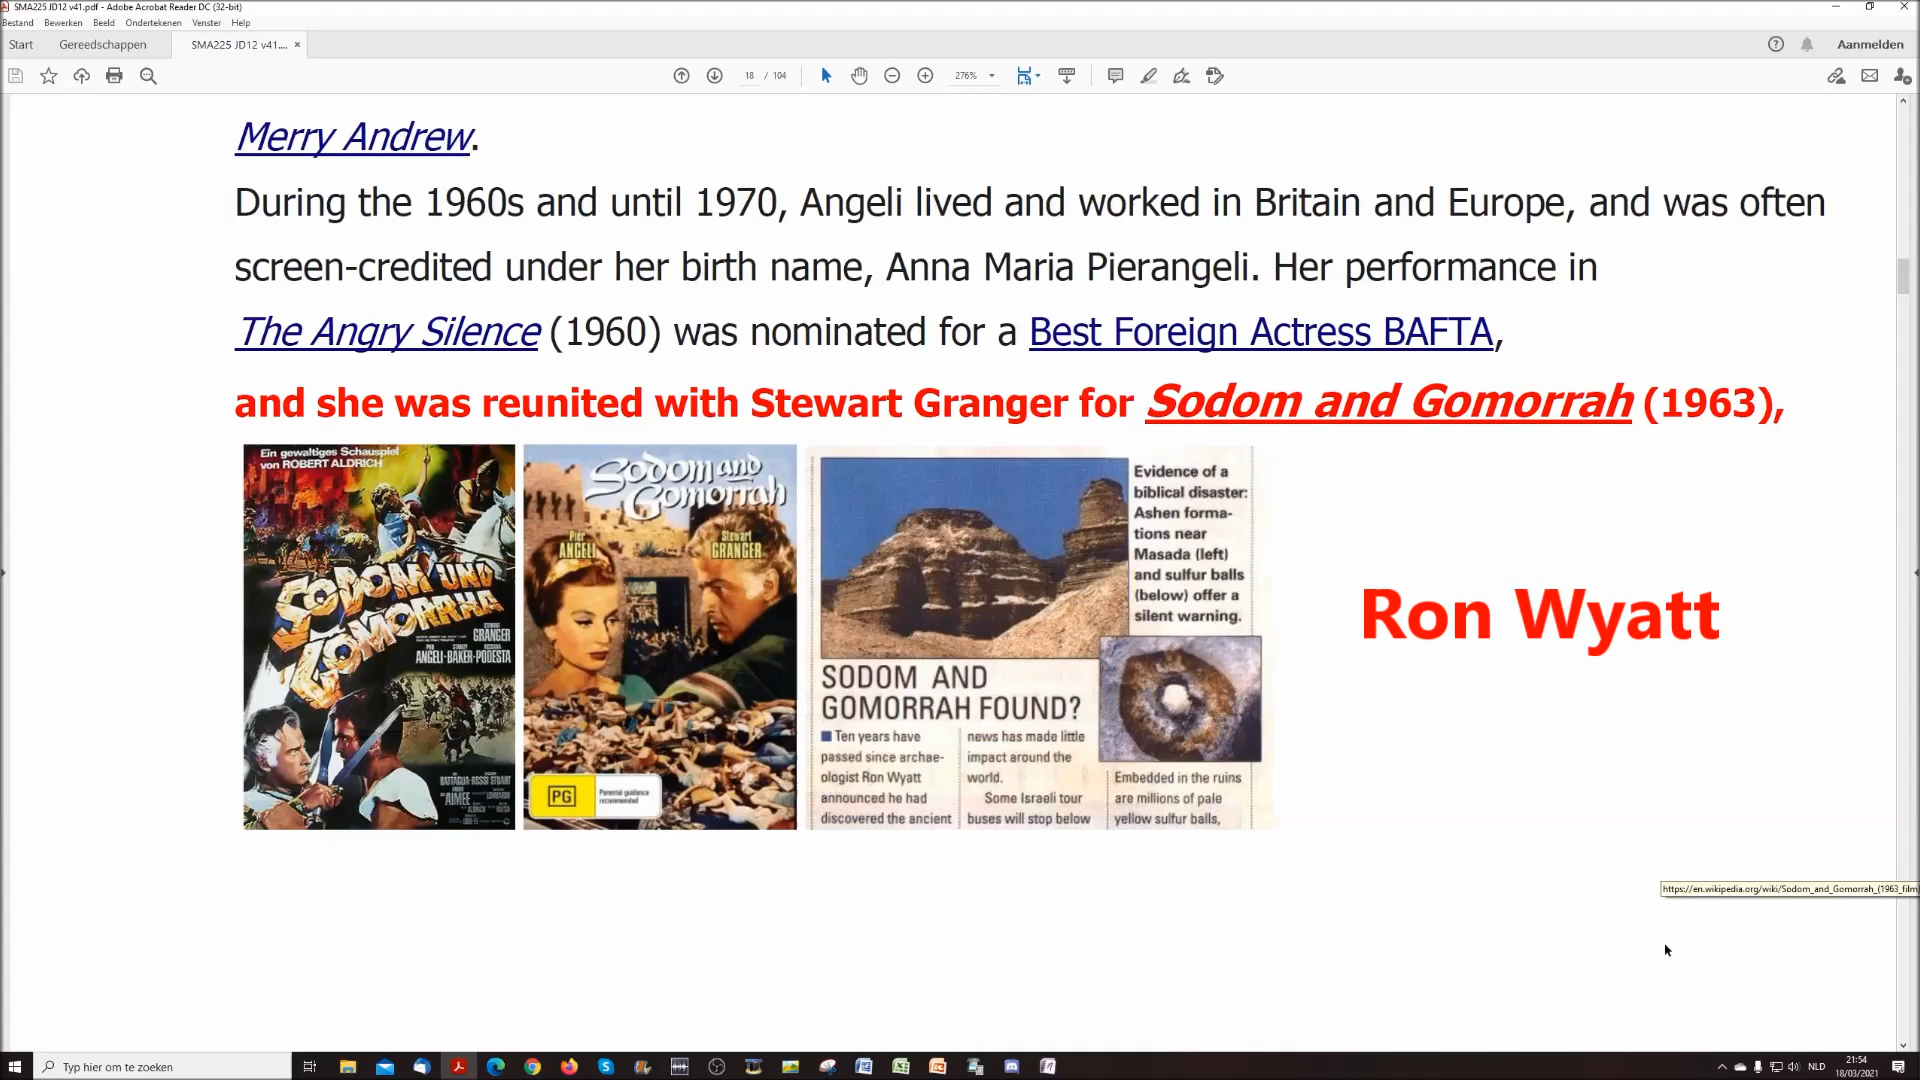 SMA225 JD12 v41.pdf - Adobe Acrobat Reader DC (32-bit)
Bestand Bewerken Beeld Ondertekenen Venster Help
Start Gereedschappen SMA225 JD12 v41.... × Aanmelden
18 / 104 276%
Merry Andrew.
During the 1960s and until 1970, Angeli lived and worked in Britain and Europe, and was often
screen-credited under her birth name, Anna Maria Pierangeli. Her performance in
The Angry Silence (1960) was nominated for a Best Foreign Actress BAFTA,
and she was reunited with Stewart Granger for Sodom and Gomorrah (1963),
Ein gewaltiges Schauspiel
von ROBERT ALDRICH
SODOM UND
GOMORRHA
STEWART
GRANGER
PIER STANLEY ROSSANA
ANGELI-BAKER-PODESTA
AIMEE
Sodom and
Gomorrah
Pier
ANGELI
Stewart
GRANGER
PG
Parental guidance
recommended
Evidence of a
biblical disaster:
Ashen forma-
tions near
Masada (left)
and sulfur balls
(below) offer a
silent warning.
SODOM AND
GOMORRAH FOUND?
Ten years have
passed since archae-
ologist Ron Wyatt
announced he had
discovered the ancient
news has made little
impact around the
world.
Some Israeli tour
buses will stop below
Embedded in the ruins
are millions of pale
yellow sulfur balls,
Ron Wyatt
https://en.wikipedia.org/wiki/Sodom_and_Gomorrah_(1963_film)
Typ hier om te zoeken
NLD
21:54
18/03/2021